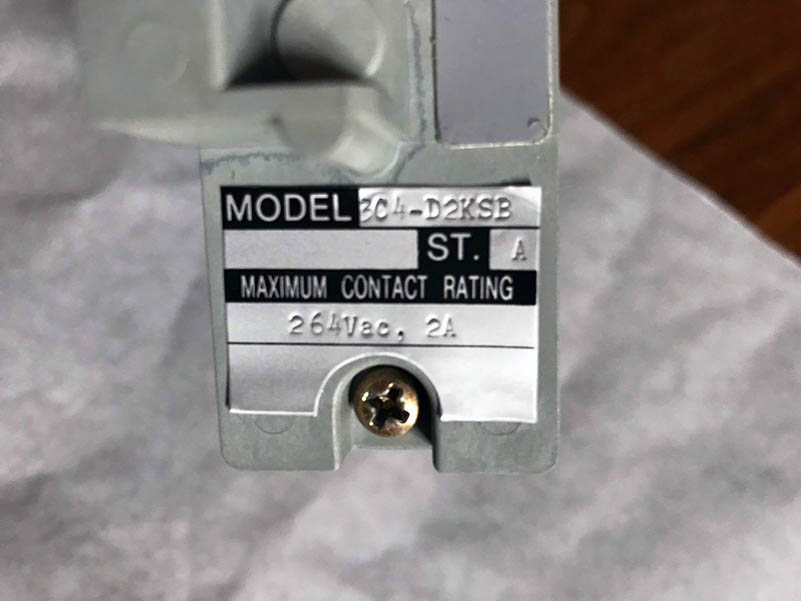 MODEL 3C4-D2KSB
ST. A
MAXIMUM CONTACT RATING
264Vac, 2A